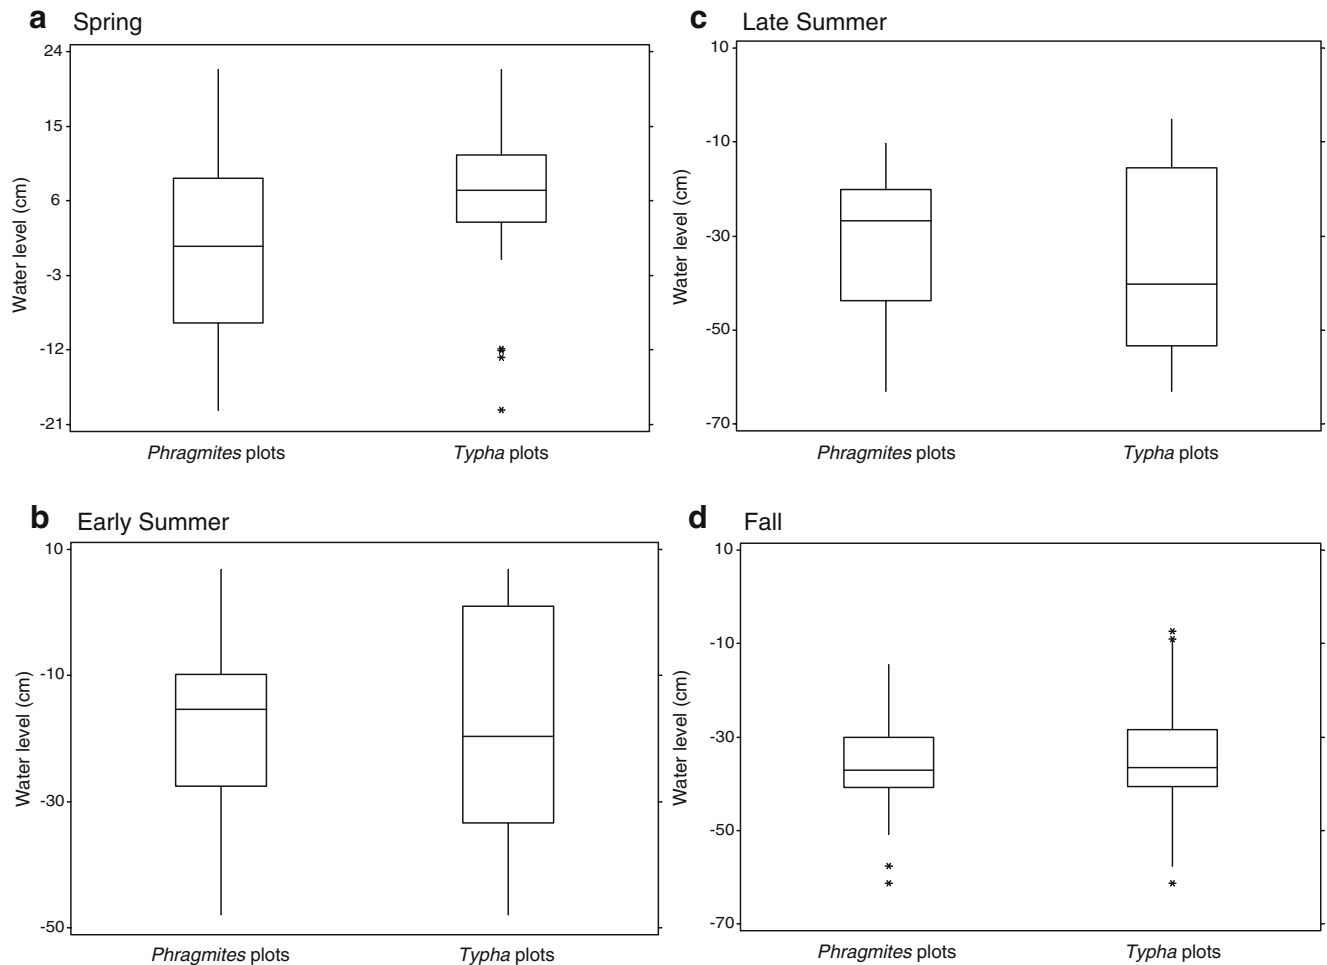 a Spring
24
15
6
-3
-12
-21
Water level (cm)
Phragmites plots
Typha plots
c Late Summer
10
-10
-30
-50
-70
Water level (cm)
Phragmites plots
Typha plots
b Early Summer
10
-10
-30
-50
Water level (cm)
Phragmites plots
Typha plots
d Fall
10
-10
-30
-50
-70
Water level (cm)
Phragmites plots
Typha plots